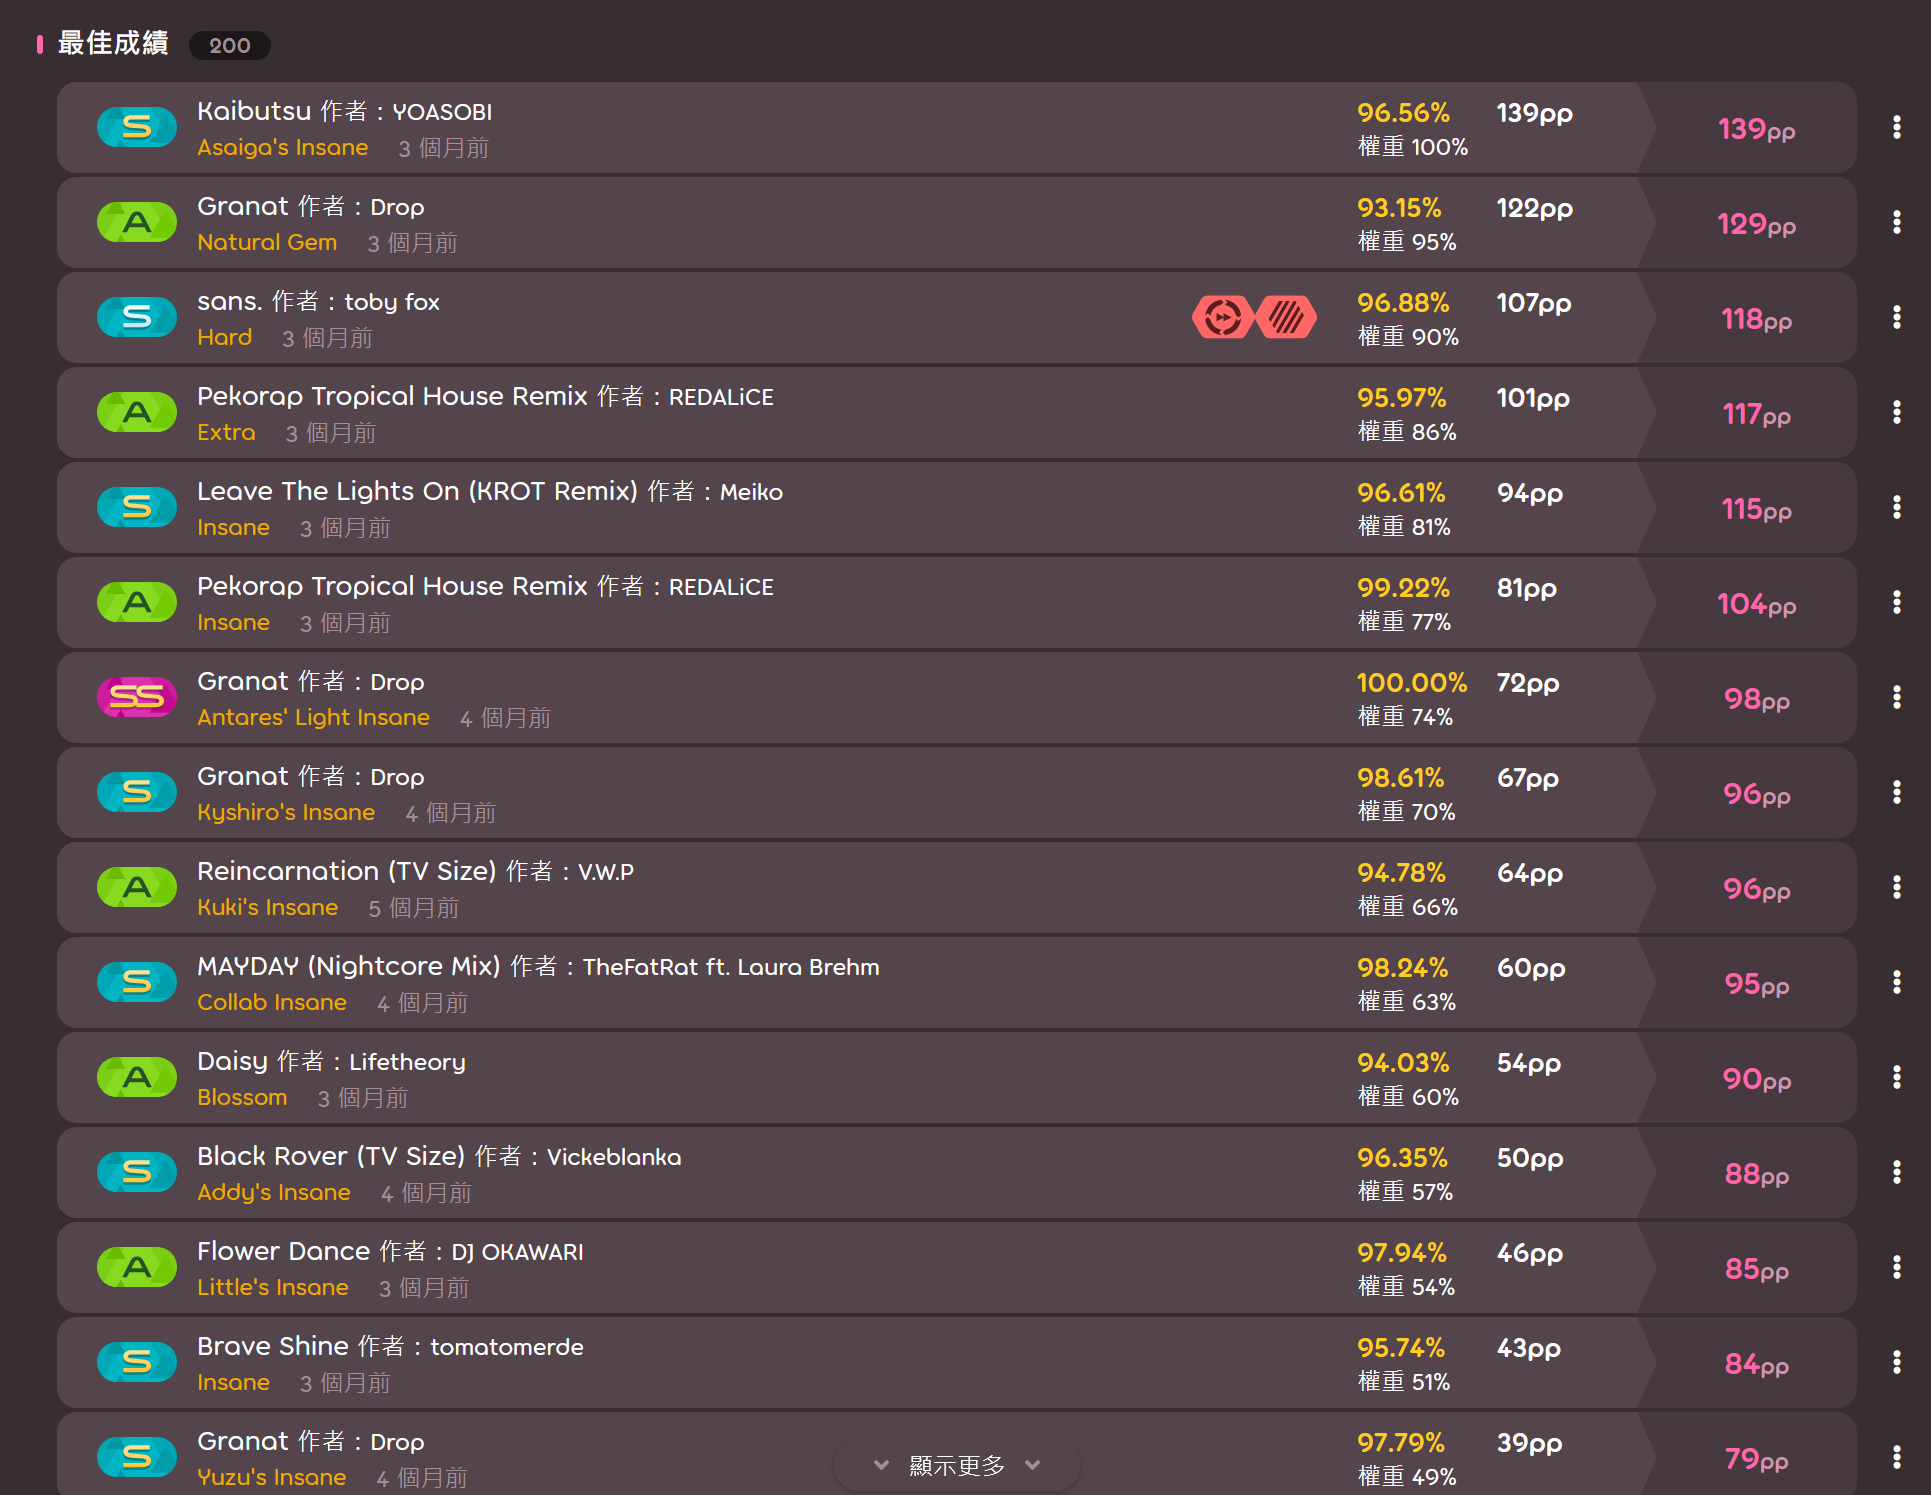 最佳成績 200
S Kaibutsu 作者：YOASOBI 96.56% 139pp 139pp
Asaiga's Insane 3 個月前 權重 100%
A Granat 作者：Drop 93.15% 122pp 129pp
Natural Gem 3 個月前 權重 95%
S sans. 作者：toby fox 96.88% 107pp 118pp
Hard 3 個月前 權重 90%
A Pekorap Tropical House Remix 作者：REDALiCE 95.97% 101pp 117pp
Extra 3 個月前 權重 86%
S Leave The Lights On (KROT Remix) 作者：Meiko 96.61% 94pp 115pp
Insane 3 個月前 權重 81%
A Pekorap Tropical House Remix 作者：REDALiCE 99.22% 81pp 104pp
Insane 3 個月前 權重 77%
SS Granat 作者：Drop 100.00% 72pp 98pp
Antares' Light Insane 4 個月前 權重 74%
S Granat 作者：Drop 98.61% 67pp 96pp
Kyshiro's Insane 4 個月前 權重 70%
A Reincarnation (TV Size) 作者：V.W.P 94.78% 64pp 96pp
Kuki's Insane 5 個月前 權重 66%
S MAYDAY (Nightcore Mix) 作者：TheFatRat ft. Laura Brehm 98.24% 60pp 95pp
Collab Insane 4 個月前 權重 63%
A Daisy 作者：Lifetheory 94.03% 54pp 90pp
Blossom 3 個月前 權重 60%
S Black Rover (TV Size) 作者：Vickeblanka 96.35% 50pp 88pp
Addy's Insane 4 個月前 權重 57%
A Flower Dance 作者：DJ OKAWARI 97.94% 46pp 85pp
Little's Insane 3 個月前 權重 54%
S Brave Shine 作者：tomatomerde 95.74% 43pp 84pp
Insane 3 個月前 權重 51%
S Granat 作者：Drop 97.79% 39pp 79pp
Yuzu's Insane 4 個月前 權重 49%
顯示更多